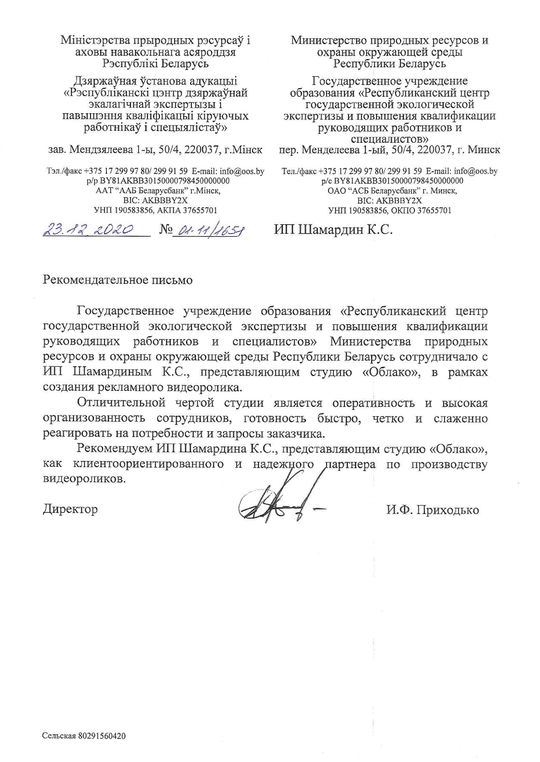 Міністэрства прыродных рэсурсаў і
аховы навакольнага асяроддзя
Рэспублікі Беларусь
Дзяржаўная ўстанова адукацыі
«Рэспубліканскі цэнтр дзяржаўнай
экалагічнай экспертызы і
павышэння кваліфікацыі кіруючых
работнікаў і спецыялістаў»
зав. Мендзялеева 1-ы, 50/4, 220037, г.Мінск
Тэл./факс +375 17 299 97 80/ 299 91 59 E-mail: info@oos.by
р/р BY81AKBB30150000798450000000
ААТ “ААБ Беларусбанк” г.Мінск,
BIC: AKBBBY2X
УНП 190583856, АКПА 37655701
23.12.2020 № 01-11/1651
Министерство природных ресурсов и
охраны окружающей среды
Республики Беларусь
Государственное учреждение
образования «Республиканский центр
государственной экологической
экспертизы и повышения квалификации
руководящих работников и
специалистов»
пер. Менделеева 1-ый, 50/4, 220037, г. Минск
Тел./факс +375 17 299 97 80/ 299 91 59 E-mail: info@oos.by
р/с BY81AKBB30150000798450000000
ОАО “АСБ Беларусбанк” г. Минск,
BIC: AKBBBY2X
УНП 190583856, ОКПО 37655701
ИП Шамардин К.С.
Рекомендательное письмо
Государственное учреждение образования «Республиканский центр
государственной экологической экспертизы и повышения квалификации
руководящих работников и специалистов» Министерства природных
ресурсов и охраны окружающей среды Республики Беларусь сотрудничало с
ИП Шамардиным К.С., представляющим студию «Облако», в рамках
создания рекламного видеоролика.
Отличительной чертой студии является оперативность и высокая
организованность сотрудников, готовность быстро, четко и слаженно
реагировать на потребности и запросы заказчика.
Рекомендуем ИП Шамардина К.С., представляющим студию «Облако»,
как клиентоориентированного и надежного партнера по производству
видеороликов.
Директор И.Ф. Приходько
Сельская 80291560420